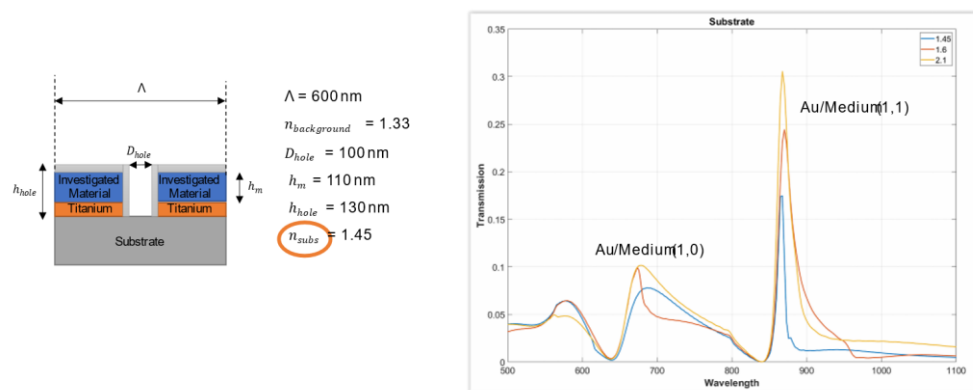 Λ
D_hole
h_hole
Investigated Material
Investigated Material
h_m
Titanium
Titanium
Substrate
Λ = 600 nm
n_background = 1.33
D_hole = 100 nm
h_m = 110 nm
h_hole = 130 nm
n_subs = 1.45
Substrate
0.35
0.3
0.25
0.2
0.15
0.1
0.05
0
Transmission
1.45
1.6
2.1
Au/Medium(1,1)
Au/Medium(1,0)
500
600
700
800
900
1000
1100
Wavelength